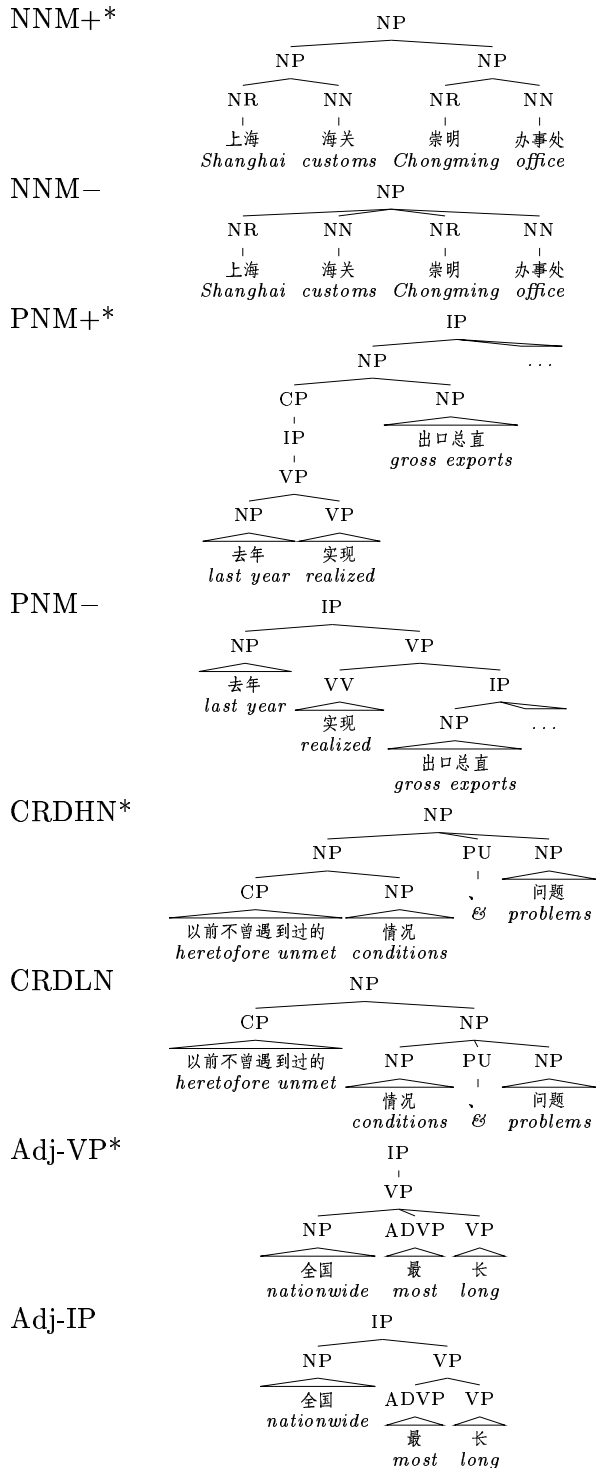 NNM+*
NP
NP NP
NR NN NR NN
上海 海关 崇明 办事处
Shanghai customs Chongming office
NNM−
NP
NR NN NR NN
上海 海关 崇明 办事处
Shanghai customs Chongming office
PNM+*
IP
NP ...
CP NP
IP 出口总直
gross exports
VP
NP VP
去年 实现
last year realized
PNM−
IP
NP VP
去年 VV IP
last year
实现 NP ...
realized
出口总直
gross exports
CRDHN*
NP
NP PU NP
CP NP 、 问题
& problems
以前不曾遇到过的 情况
heretofore unmet conditions
CRDLN
NP
CP NP
以前不曾遇到过的 NP PU NP
heretofore unmet
情况 、 问题
conditions & problems
Adj-VP*
IP
VP
NP ADVP VP
全国 最 长
nationwide most long
Adj-IP
IP
NP VP
全国 ADVP VP
nationwide
最 长
most long